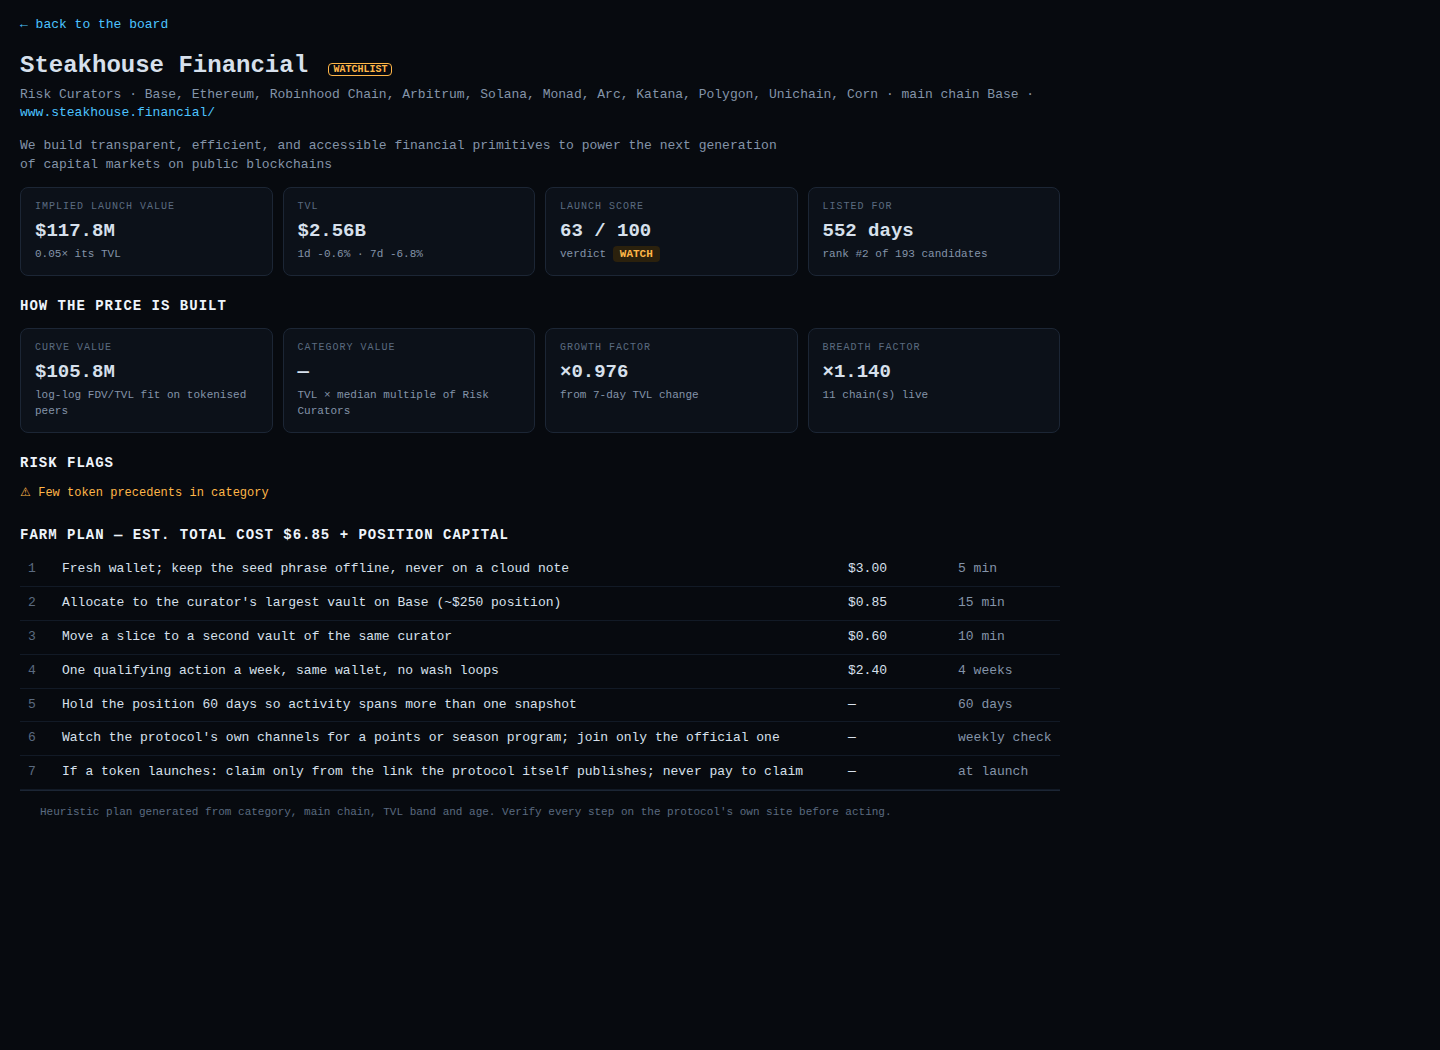 ← back to the board
Steakhouse Financial WATCHLIST
Risk Curators · Base, Ethereum, Robinhood Chain, Arbitrum, Solana, Monad, Arc, Katana, Polygon, Unichain, Corn · main chain Base ·
www.steakhouse.financial/
We build transparent, efficient, and accessible financial primitives to power the next generation
of capital markets on public blockchains
IMPLIED LAUNCH VALUE
$117.8M
0.05× its TVL
TVL
$2.56B
1d -0.6% · 7d -6.8%
LAUNCH SCORE
63 / 100
verdict WATCH
LISTED FOR
552 days
rank #2 of 193 candidates
HOW THE PRICE IS BUILT
CURVE VALUE
$105.8M
log-log FDV/TVL fit on tokenised
peers
CATEGORY VALUE
—
TVL × median multiple of Risk
Curators
GROWTH FACTOR
×0.976
from 7-day TVL change
BREADTH FACTOR
×1.140
11 chain(s) live
RISK FLAGS
⚠ Few token precedents in category
FARM PLAN — EST. TOTAL COST $6.85 + POSITION CAPITAL
1 Fresh wallet; keep the seed phrase offline, never on a cloud note $3.00 5 min
2 Allocate to the curator's largest vault on Base (~$250 position) $0.85 15 min
3 Move a slice to a second vault of the same curator $0.60 10 min
4 One qualifying action a week, same wallet, no wash loops $2.40 4 weeks
5 Hold the position 60 days so activity spans more than one snapshot — 60 days
6 Watch the protocol's own channels for a points or season program; join only the official one — weekly check
7 If a token launches: claim only from the link the protocol itself publishes; never pay to claim — at launch
Heuristic plan generated from category, main chain, TVL band and age. Verify every step on the protocol's own site before acting.